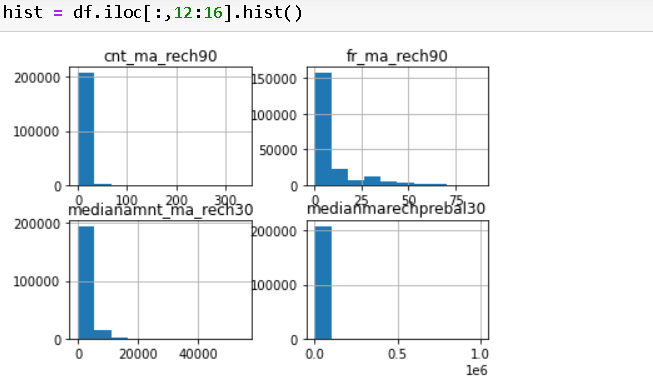 hist = df.iloc[:,12:16].hist()
cnt_ma_rech90
200000
100000
0
0 100 200 300
fr_ma_rech90
150000
100000
50000
0
0 25 50 75
medianamnt_ma_rech30
200000
100000
0
0 20000 40000
medianmarechprebal30
200000
100000
0
0.0 0.5 1.0
1e6